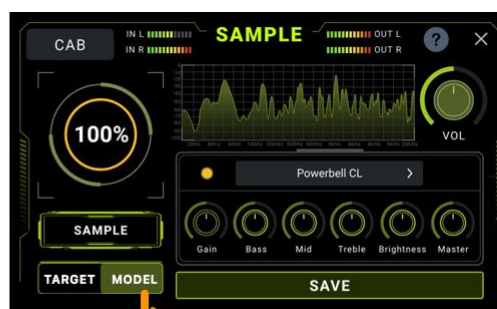 CAB
IN L
IN R
SAMPLE
OUT L
OUT R
?
VOL
100%
Powerbell CL
Gain Bass Mid Treble Brightness Master
SAMPLE
TARGET MODEL
SAVE